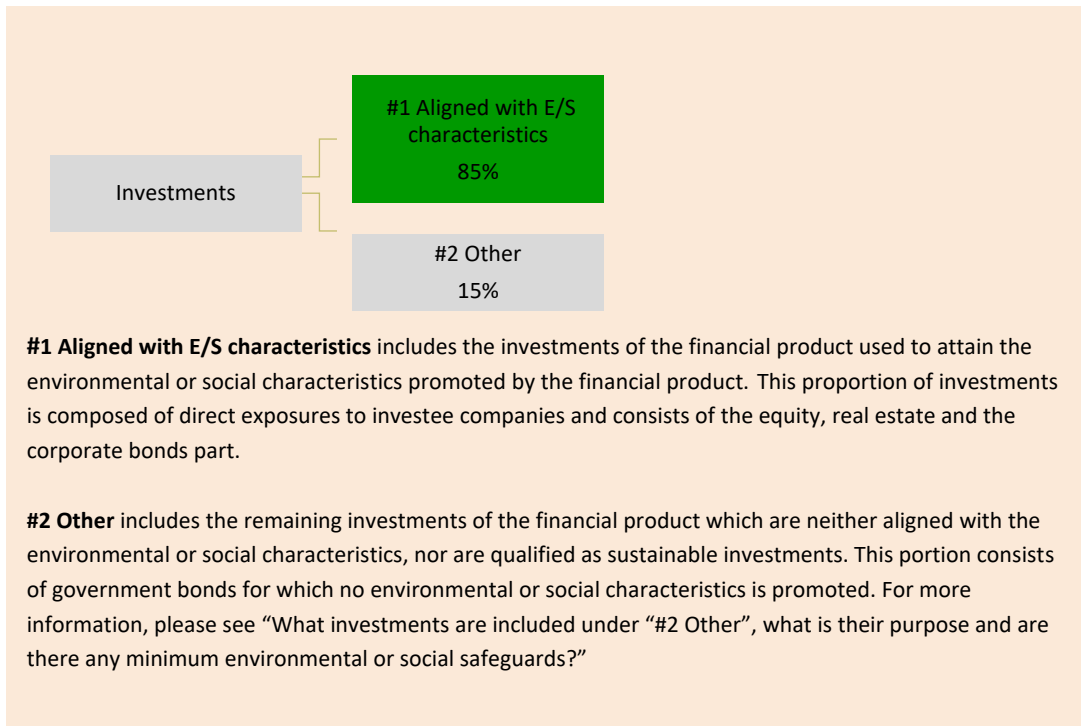 #1 Aligned with E/S
characteristics
85%
Investments
#2 Other
15%
#1 Aligned with E/S characteristics includes the investments of the financial product used to attain the
environmental or social characteristics promoted by the financial product. This proportion of investments
is composed of direct exposures to investee companies and consists of the equity, real estate and the
corporate bonds part.
#2 Other includes the remaining investments of the financial product which are neither aligned with the
environmental or social characteristics, nor are qualified as sustainable investments. This portion consists
of government bonds for which no environmental or social characteristics is promoted. For more
information, please see “What investments are included under “#2 Other”, what is their purpose and are
there any minimum environmental or social safeguards?”